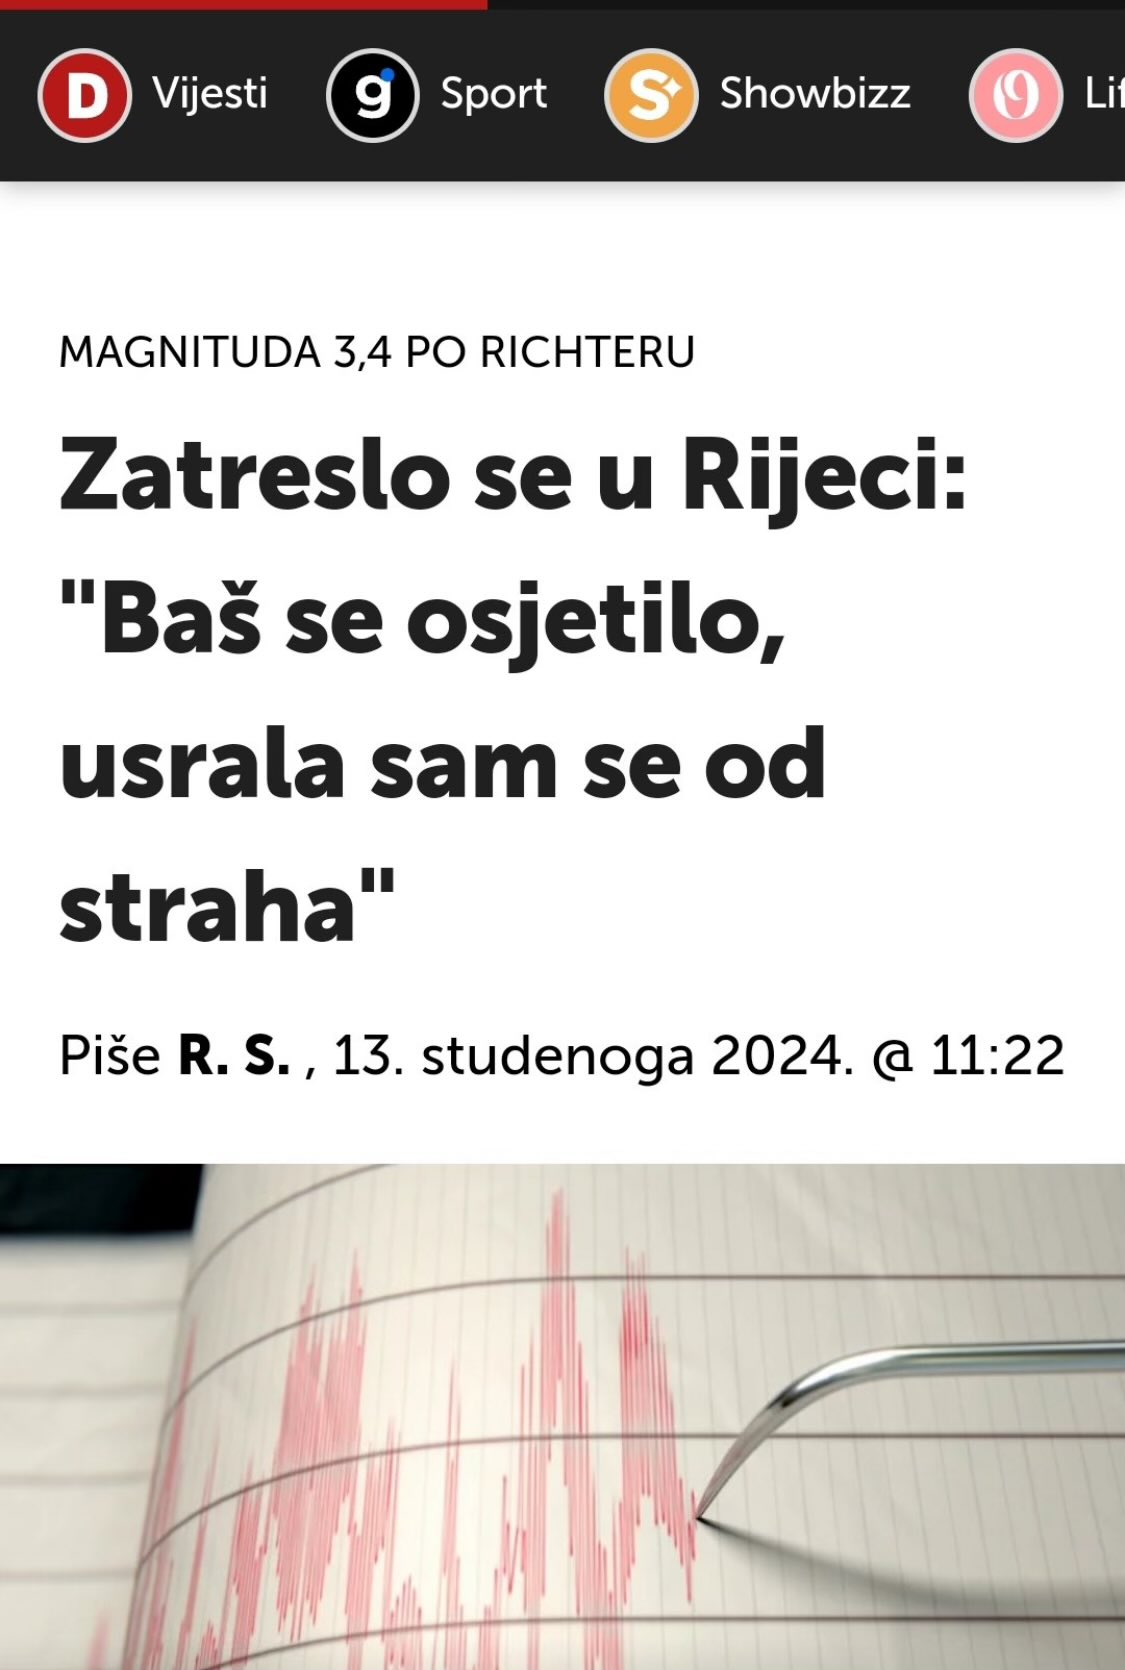 D Vijesti g Sport S Showbizz Lif
MAGNITUDA 3,4 PO RICHTERU
Zatreslo se u Rijeci:
"Baš se osjetilo,
usrala sam se od
straha"
Piše R. S. , 13. studenoga 2024. @ 11:22